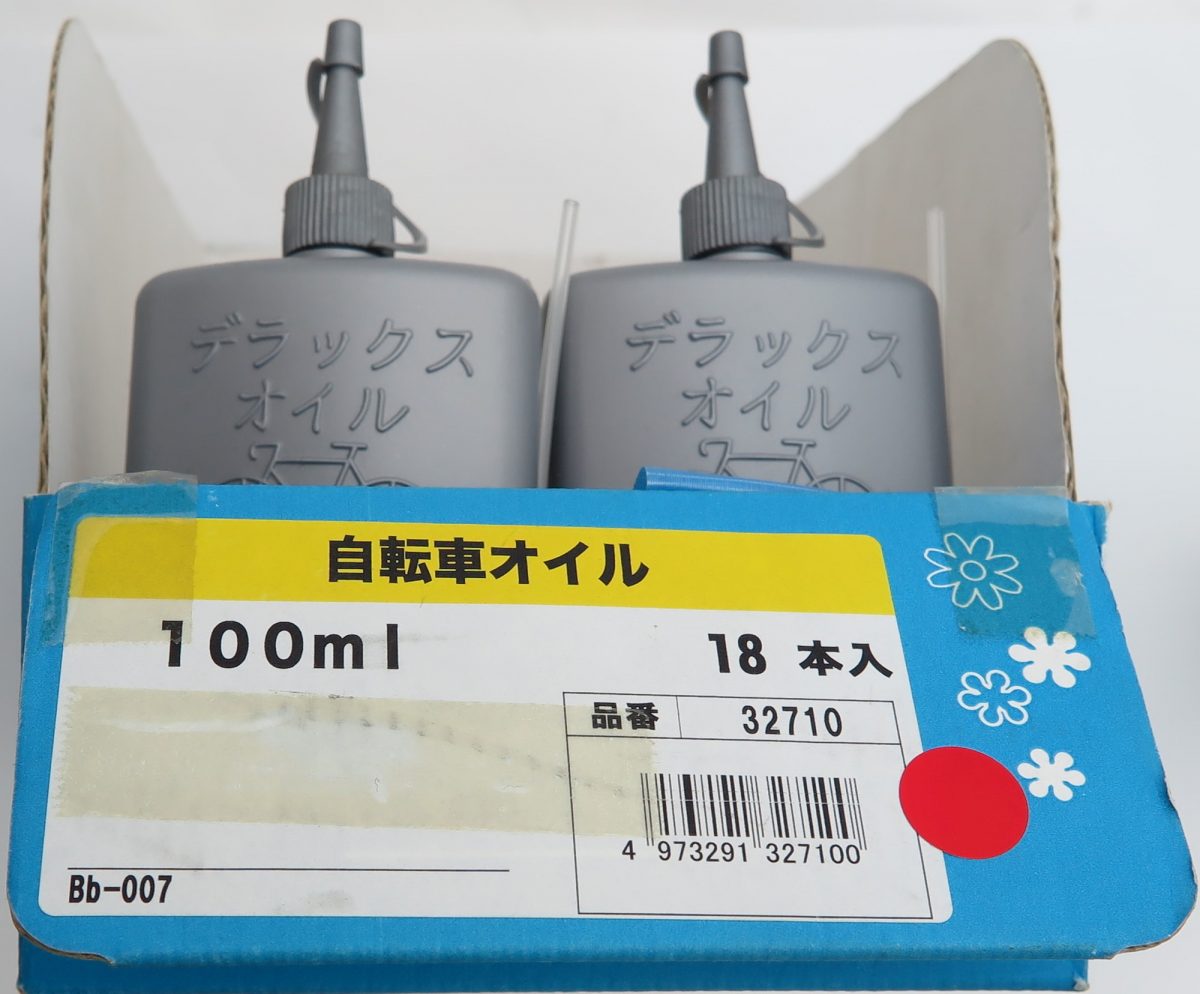 デラックス
オイル
デラックス
オイル
自転車オイル
100ml
18 本入
品番 32710
4 973291 327100
Bb-007